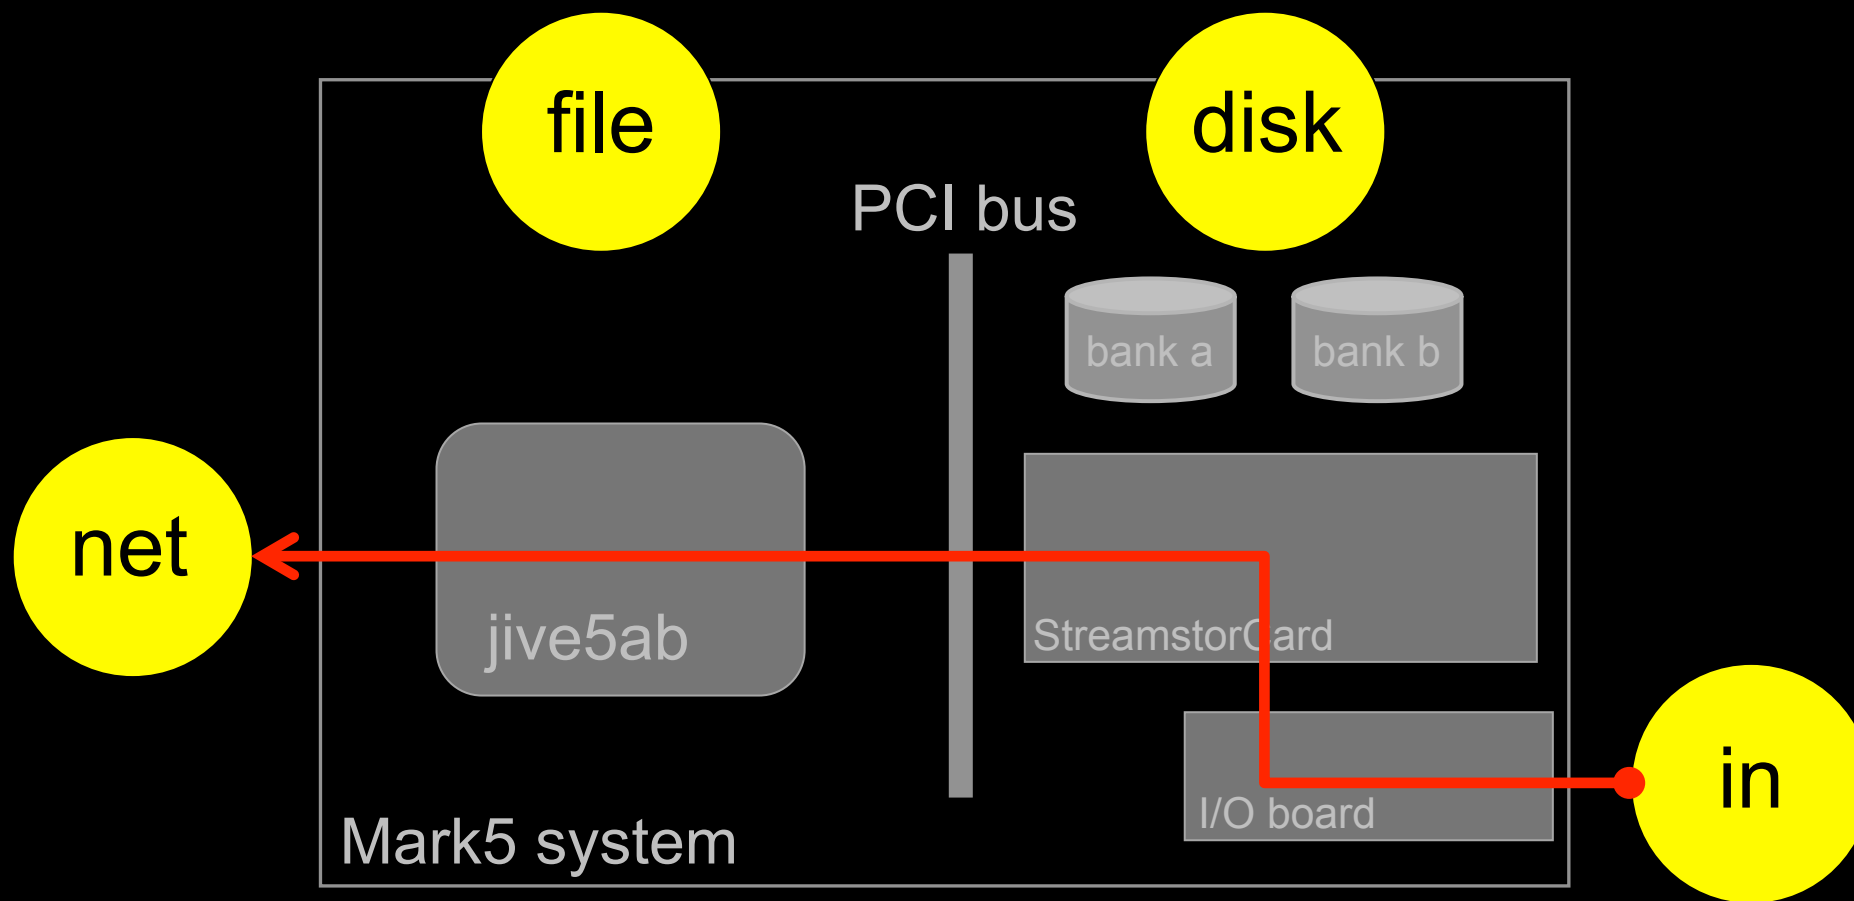 file
disk
PCI bus
bank a
bank b
net
jive5ab
StreamstorCard
in
I/O board
Mark5 system